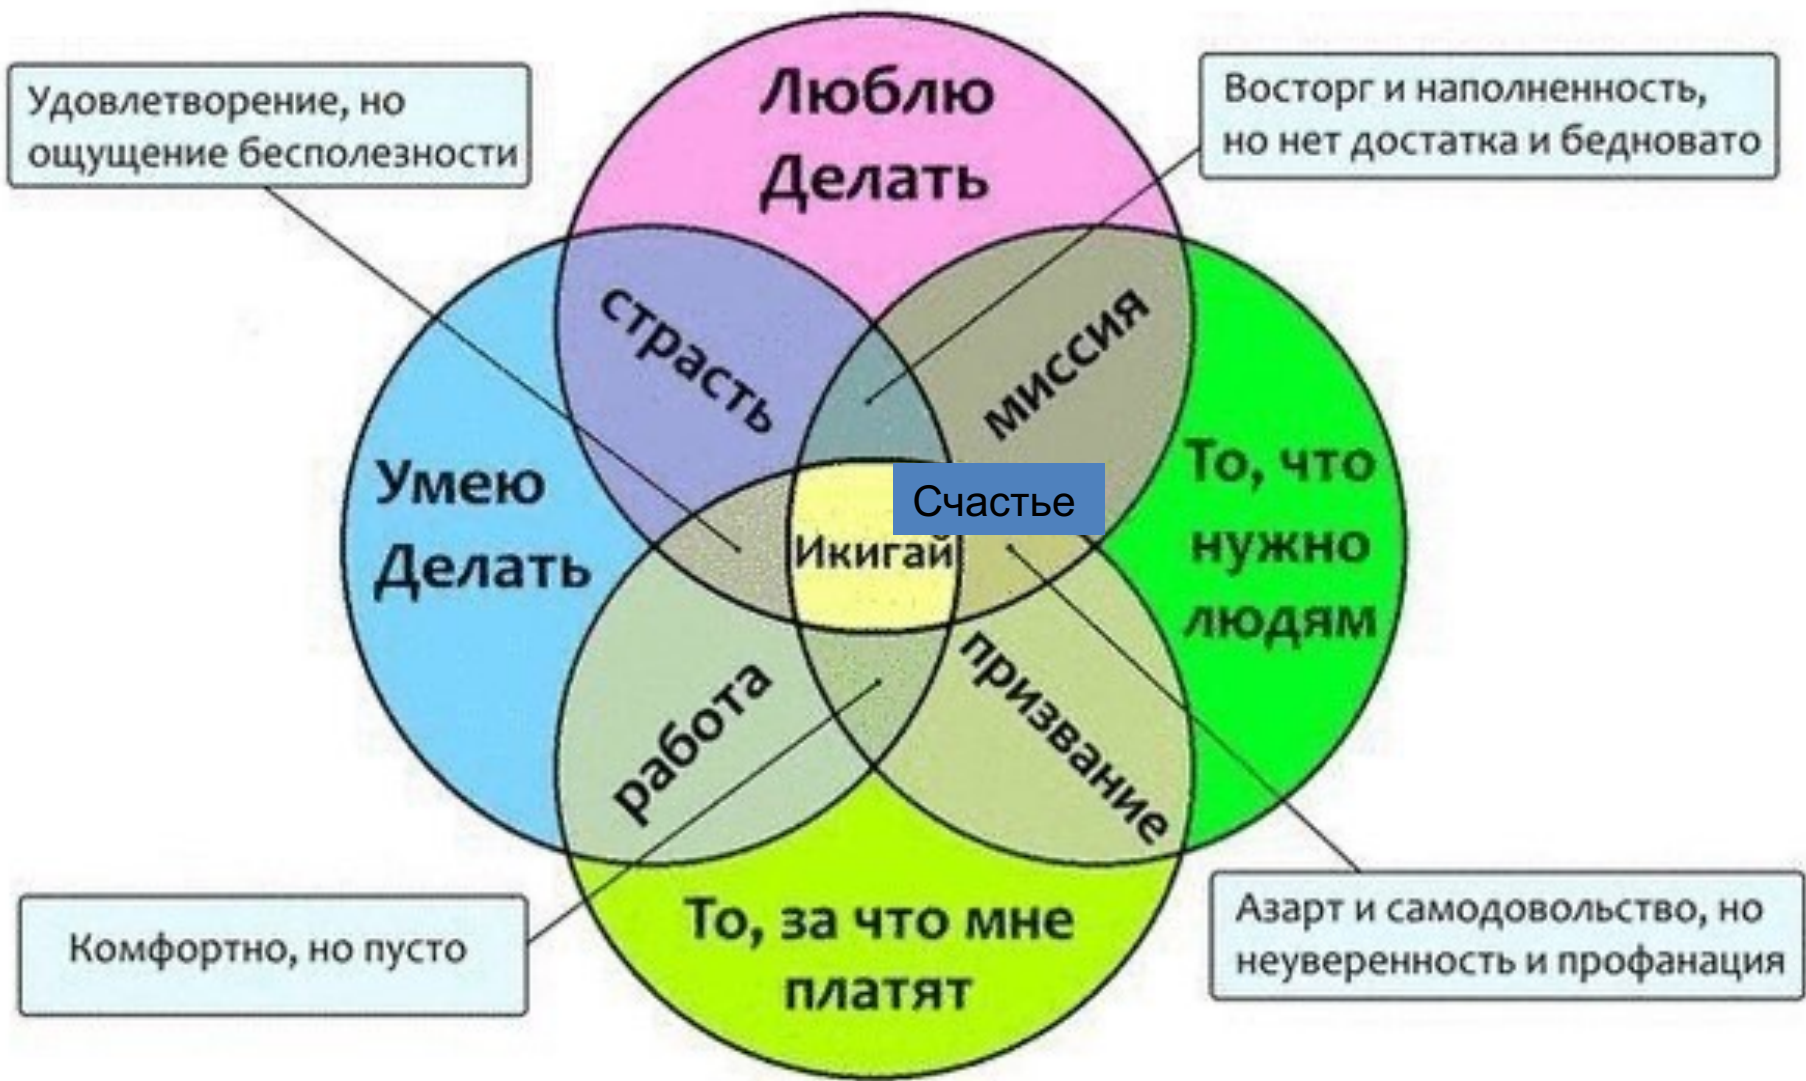 Люблю
Делать
Удовлетворение, но
ощущение бесполезности
Восторг и наполненность,
но нет достатка и бедновато
страсть
миссия
Умею
Делать
Счастье
Икигай
То, что
нужно
людям
работа
призвание
То, за что мне
платят
Комфортно, но пусто
Азарт и самодовольство, но
неуверенность и профанация